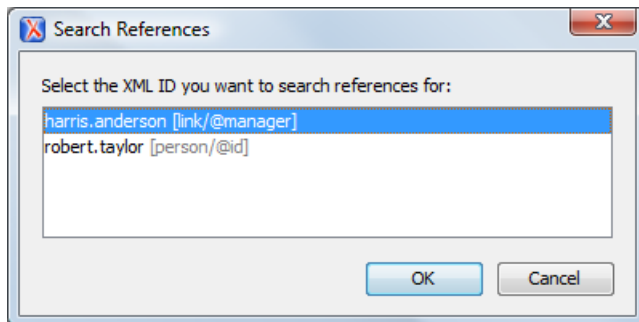 Search References
Select the XML ID you want to search references for:
harris.anderson [link/@manager]
robert.taylor [person/@id]
OK
Cancel